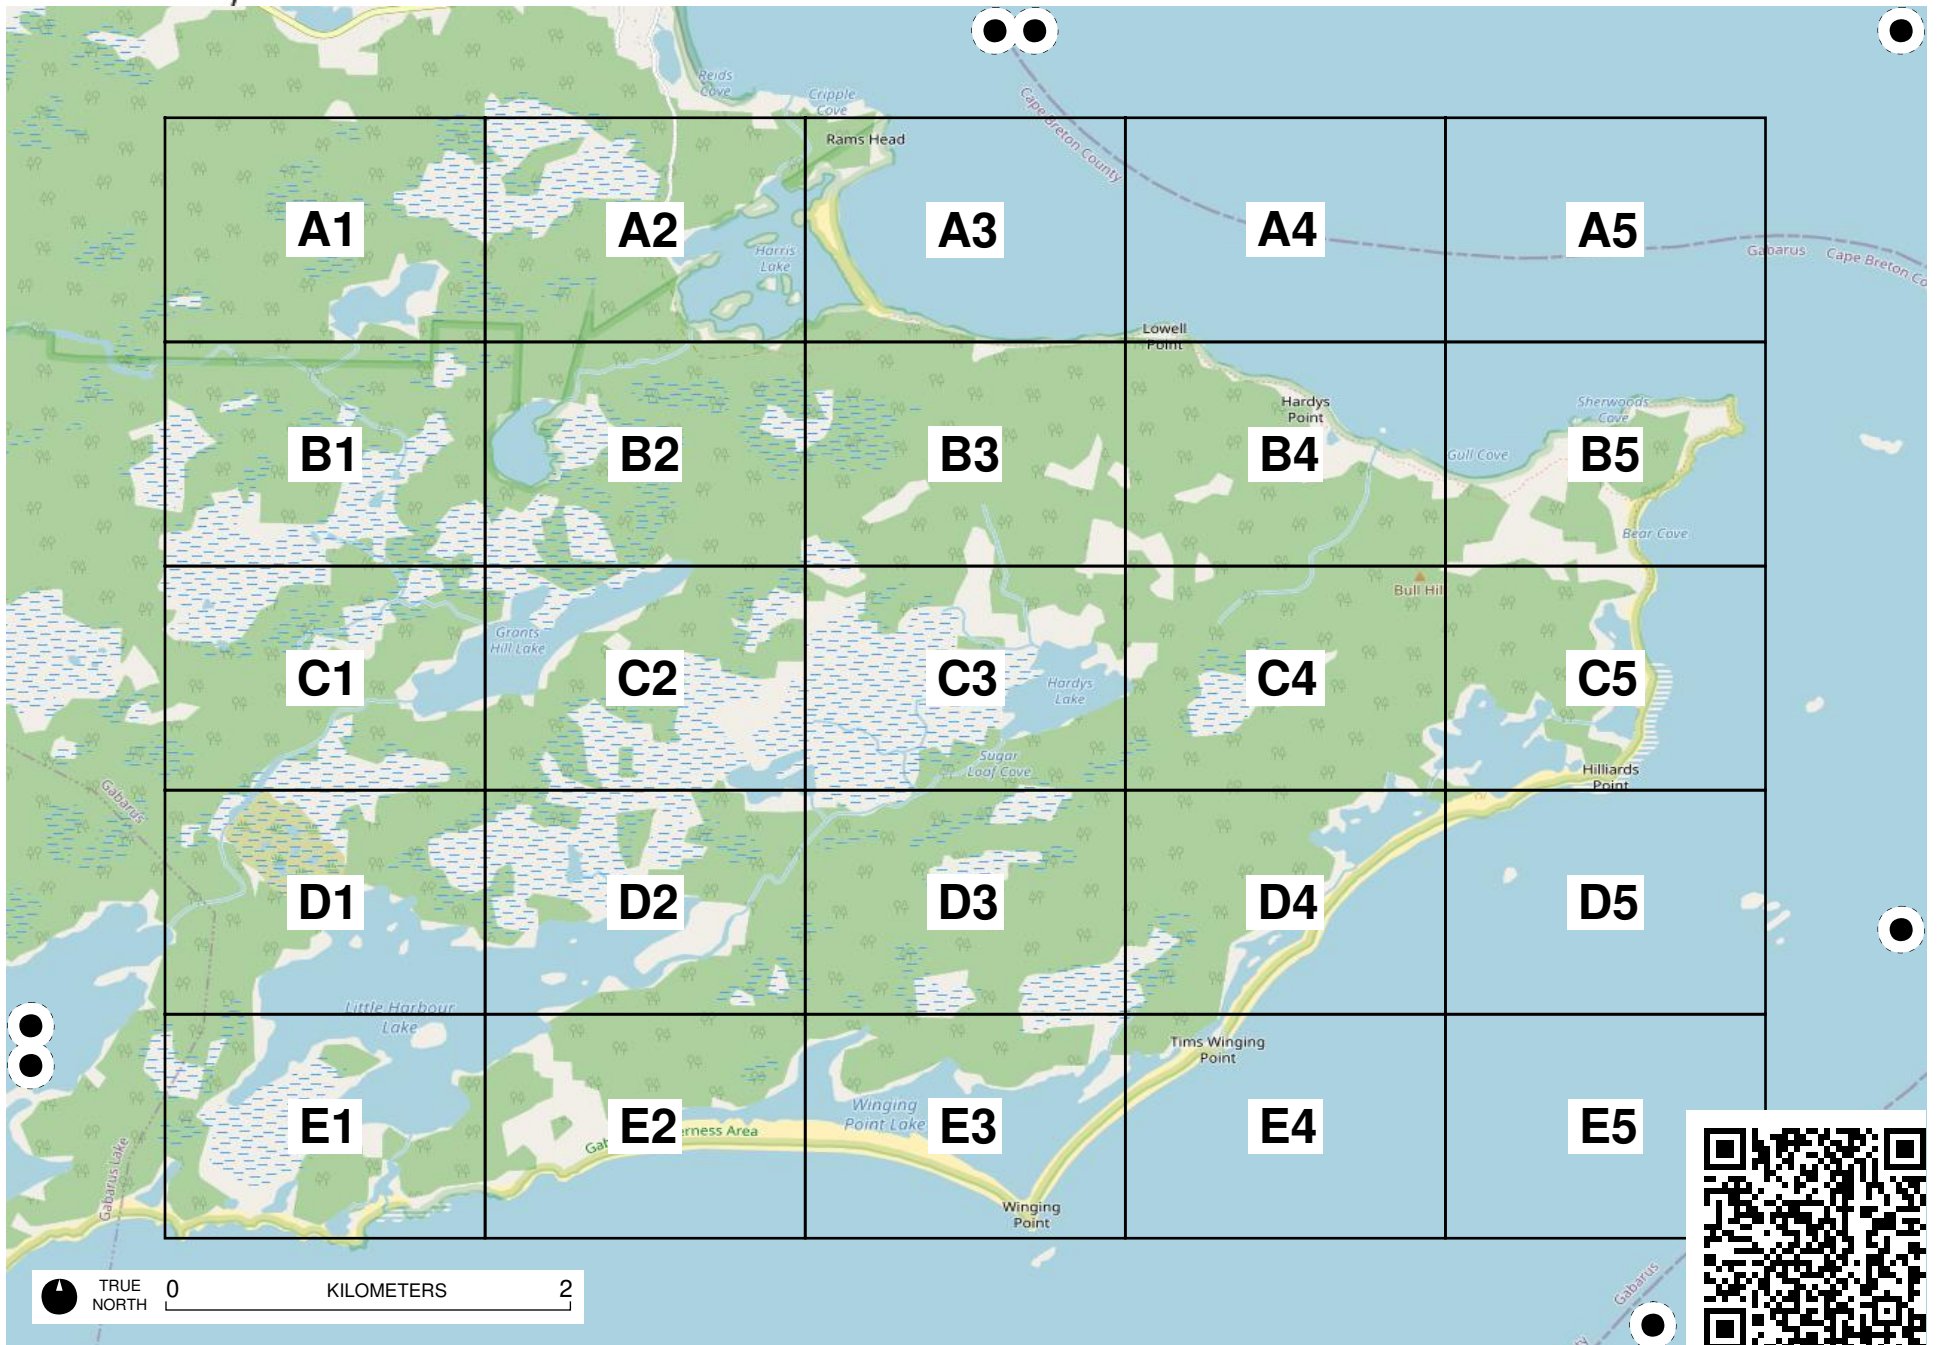 Reids
Cove
Cripple
Cove
Rams Head
Cape Breton County
A1
A2
A3
A4
A5
Harris
Lake
Gabarus
Lowell
Point
Hardys
Point
Sherwoods
Cove
B1
B2
B3
B4
Gull Cove
B5
Bear Cove
Bull Hil
Grants
Hill Lake
C1
C2
C3
C4
C5
Hardys
Lake
Sugar
Loaf Cove
Hilliards
Point
Gabarus
D1
D2
D3
D4
D5
Little Harbour
Lake
Tims Winging
Point
Winging
Point Lake
E1
E2
E3
E4
E5
erness Area
Gabarus Lake
Winging
Point
Gabarus
TRUE
NORTH
0
KILOMETERS
2